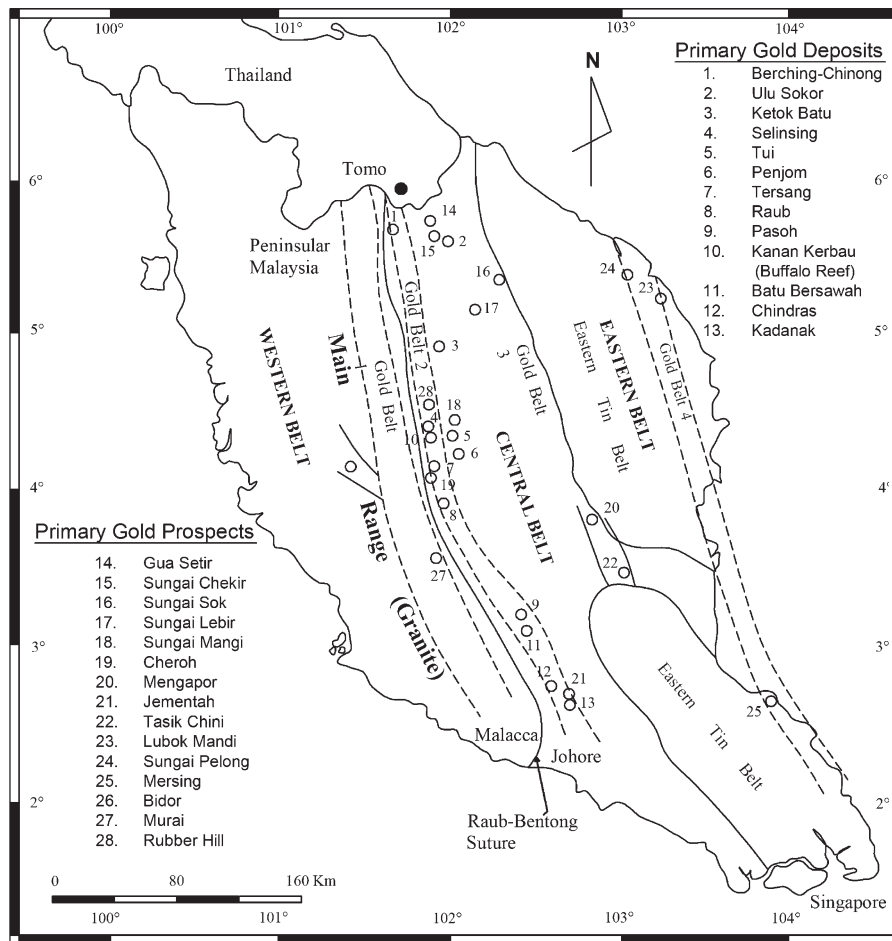 100°
101°
102°
103°
104°
Primary Gold Deposits
1. Berching-Chinong
2. Ulu Sokor
3. Ketok Batu
4. Selinsing
5. Tui
6. Penjom
7. Tersang
8. Raub
9. Pasoh
10. Kanan Kerbau
(Buffalo Reef)
11. Batu Bersawah
12. Chindras
13. Kadanak
N
Thailand
Tomo
6°
6°
1
14
15
2
Peninsular
Malaysia
16
17
24
23
5°
5°
WESTERN BELT
Main
Range
(Granite)
Gold Belt
Gold Belt 2
3
Gold Belt
3
CENTRAL BELT
Eastern Tin Belt
EASTERN BELT
Gold Belt 4
28
18
4
5
10
6
7
19
8
4°
4°
20
22
27
Primary Gold Prospects
14. Gua Setir
15. Sungai Chekir
16. Sungai Sok
17. Sungai Lebir
18. Sungai Mangi
19. Cheroh
20. Mengapor
21. Jementah
22. Tasik Chini
23. Lubok Mandi
24. Sungai Pelong
25. Mersing
26. Bidor
27. Murai
28. Rubber Hill
9
11
3°
3°
12
21
13
25
Eastern Tin Belt
Malacca
Johore
2°
2°
Raub-Bentong
Suture
0 80 160 Km
Singapore
100°
101°
102°
103°
104°